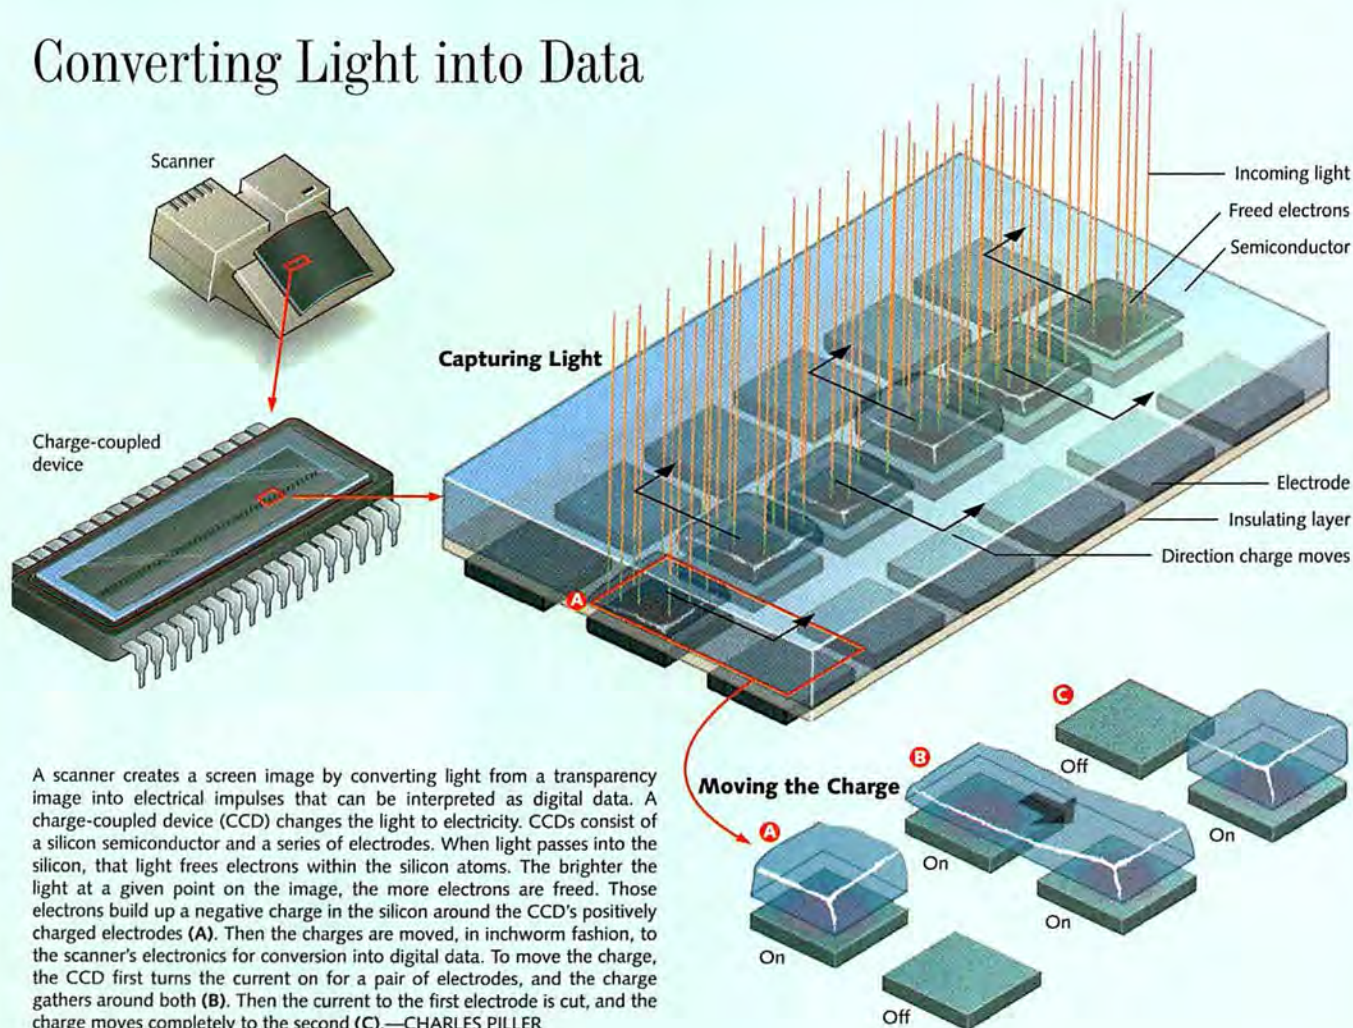 Converting Light into Data
Scanner
Incoming light
Freed electrons
Semiconductor
Capturing Light
Charge-coupled
device
Electrode
Insulating layer
Direction charge moves
A
A scanner creates a screen image by converting light from a transparency
image into electrical impulses that can be interpreted as digital data. A
charge-coupled device (CCD) changes the light to electricity. CCDs consist of
a silicon semiconductor and a series of electrodes. When light passes into the
silicon, that light frees electrons within the silicon atoms. The brighter the
light at a given point on the image, the more electrons are freed. Those
electrons build up a negative charge in the silicon around the CCD's positively
charged electrodes (A). Then the charges are moved, in inchworm fashion, to
the scanner's electronics for conversion into digital data. To move the charge,
the CCD first turns the current on for a pair of electrodes, and the charge
gathers around both (B). Then the current to the first electrode is cut, and the
charge moves completely to the second (C).—CHARLES PILLER
Moving the Charge
A
On
Off
B
On
On
C
Off
On